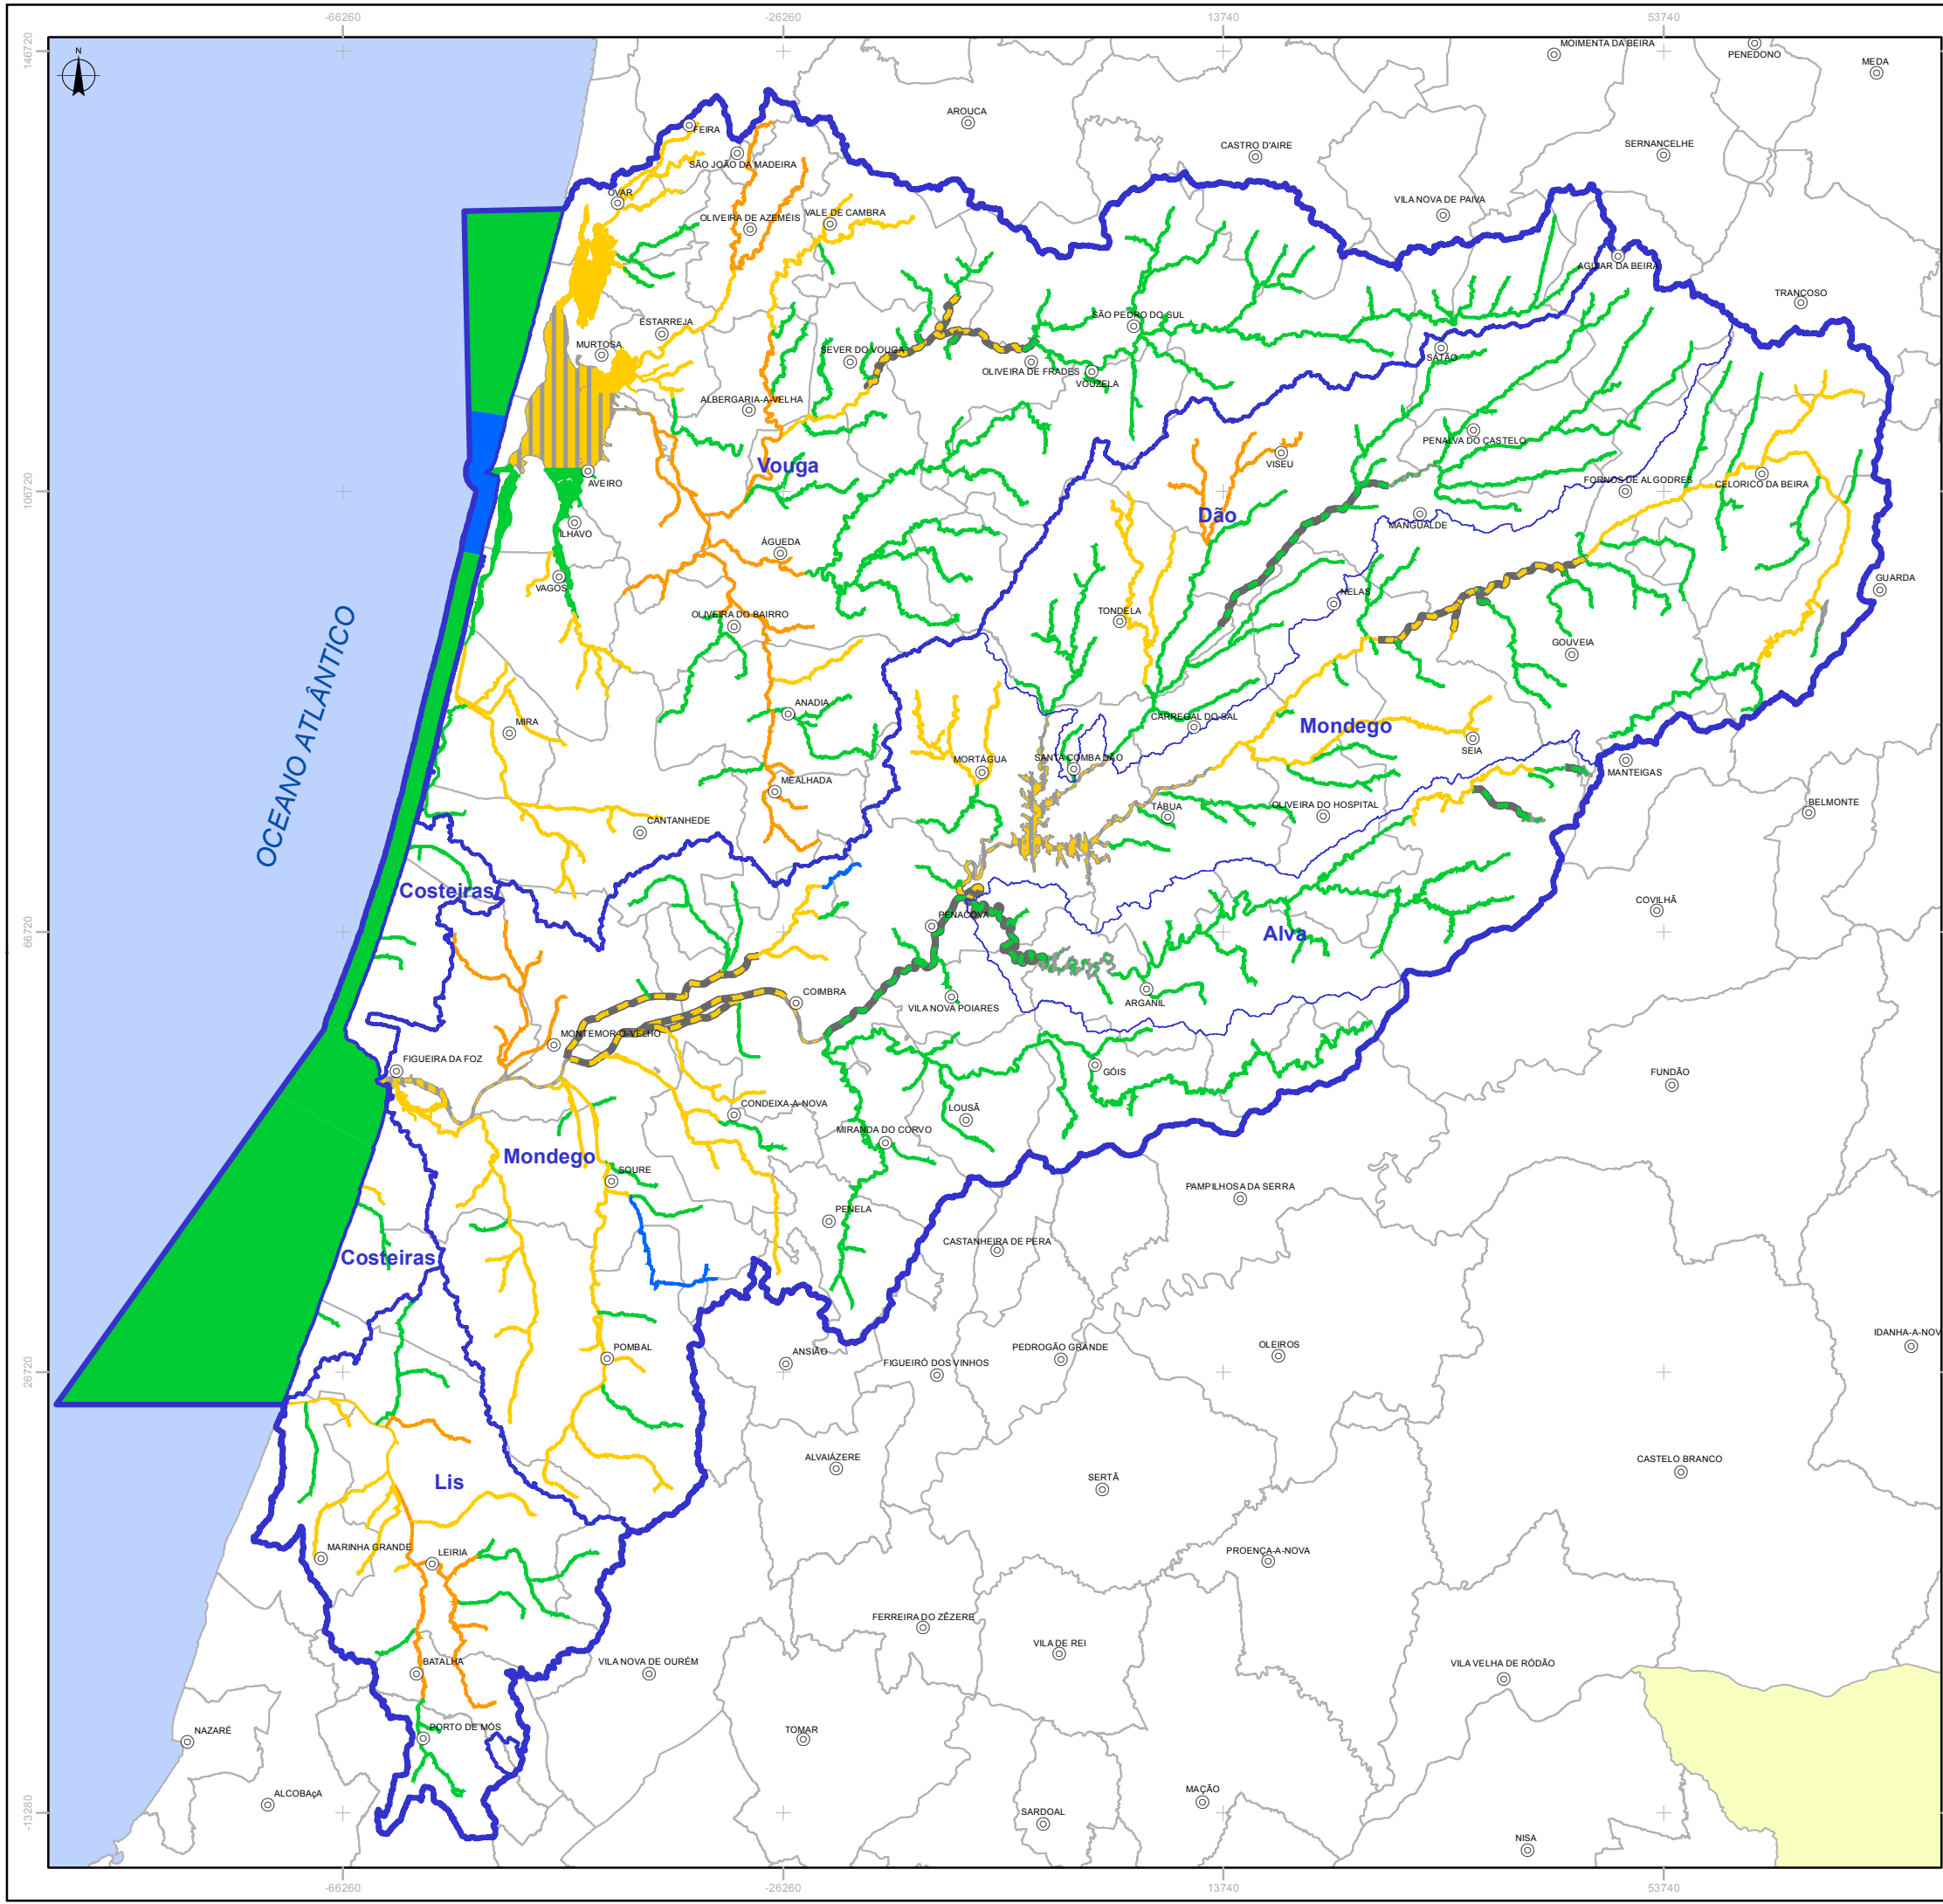 -66260
-26260
13740
53740
146720
N
MOIMENTA DA BEIRA
PENEDONO
MEDA
AROUCA
FEIRA
SÃO JOÃO DA MADEIRA
CASTRO D'AIRE
SERNANCELHE
OVAR
OLIVEIRA DE AZEMÉIS
VALE DE CAMBRA
VILA NOVA DE PAIVA
AGUIAR DA BEIRA
TRANCOSO
ESTARREJA
MURTOSA
SÃO PEDRO DO SUL
SEVER DO VOUGA
OLIVEIRA DE FRADES
VOUZELA
SÁTÃO
ALBERGARIA-A-VELHA
PENALVA DO CASTELO
Vouga
VISEU
106720
AVEIRO
FORNOS DE ALGODRES
CELORICO DA BEIRA
Dão
MANGUALDE
ILHAVO
ÁGUEDA
VAGOS
GUARDA
OLIVEIRA DO BAIRRO
TONDELA
NELAS
GOUVEIA
OCEANO ATLÂNTICO
ANADIA
MIRA
CARREGAL DO SAL
Mondego
SEIA
MORTÁGUA
SANTA COMBA DÃO
MANTEIGAS
MEALHADA
TÁBUA
OLIVEIRA DO HOSPITAL
BELMONTE
CANTANHEDE
Costeiras
COVILHÃ
66720
PENACOVA
Alva
COIMBRA
VILA NOVA POIARES
ARGANIL
MONTEMOR-O-VELHO
FIGUEIRA DA FOZ
GÓIS
FUNDÃO
CONDEIXA-A-NOVA
LOUSÃ
MIRANDA DO CORVO
Mondego
SOURE
PAMPILHOSA DA SERRA
PENELA
CASTANHEIRA DE PERA
Costeiras
IDANHA-A-NOV
POMBAL
ANSIÃO
FIGUEIRÓ DOS VINHOS
PEDROGÃO GRANDE
OLEIROS
26720
ALVAIÁZERE
SERTÃ
CASTELO BRANCO
Lis
MARINHA GRANDE
LEIRIA
PROENÇA-A-NOVA
FERREIRA DO ZÊZERE
VILA DE REI
BATALHA
VILA NOVA DE OURÉM
VILA VELHA DE RÓDÃO
NAZARÉ
PORTO DE MÓS
TOMAR
ALCOBAçA
MAÇÃO
SARDOAL
-13280
NISA
-66260
-26260
13740
53740